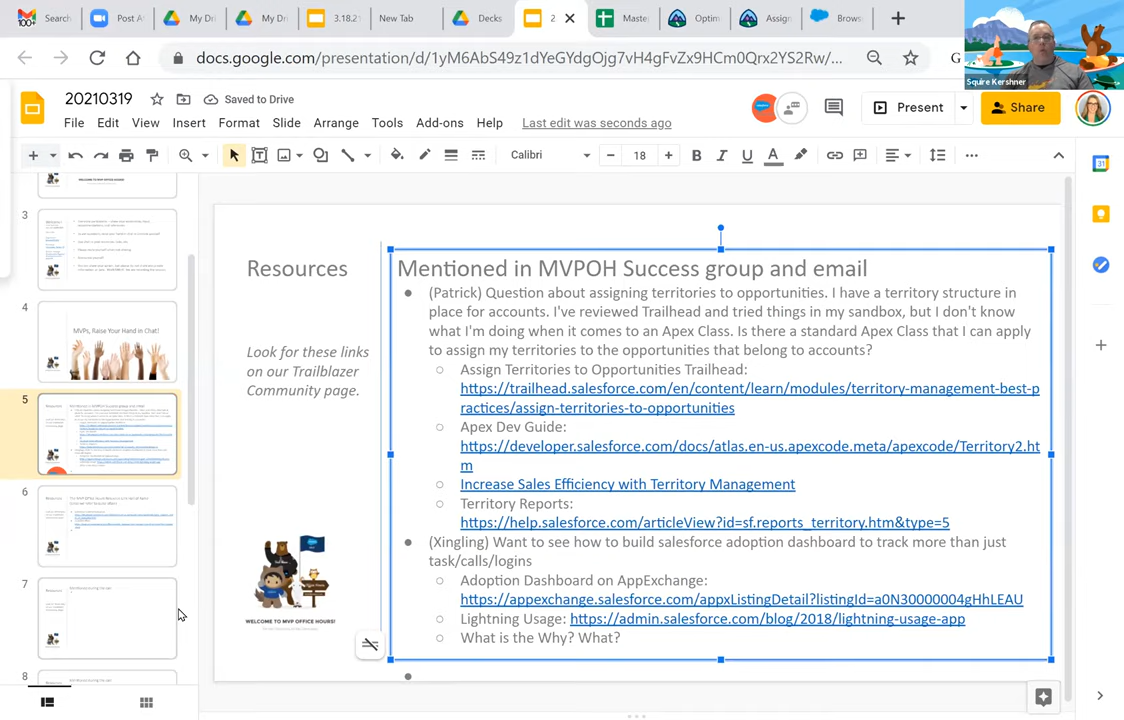 Search
Post A
My Dri
My Dri
3.18.2
New Tab
Decks
2
Maste
Optim
Assign
Brows
docs.google.com/presentation/d/1yM6AbS49z1dYeGYdgOjg7vH4gFvZx9HCm0Qrx2YS2Rw/...
G
Squire Kershner
20210319
Saved to Drive
File Edit View Insert Format Slide Arrange Tools Add-ons Help Last edit was seconds ago
Present
Share
Calibri
18
B I U A
31
3
4
MVPs, Raise Your Hand in Chat!
5
6
7
8
Resources
Look for these links
on our Trailblazer
Community page.
WELCOME TO MVP OFFICE HOURS!
Mentioned in MVPOH Success group and email
(Patrick) Question about assigning territories to opportunities. I have a territory structure in
place for accounts. I've reviewed Trailhead and tried things in my sandbox, but I don't know
what I'm doing when it comes to an Apex Class. Is there a standard Apex Class that I can apply
to assign my territories to the opportunities that belong to accounts?
Assign Territories to Opportunities Trailhead:
https://trailhead.salesforce.com/en/content/learn/modules/territory-management-best-p
ractices/assign-territories-to-opportunities
Apex Dev Guide:
https://developer.salesforce.com/docs/atlas.en-us.apexcode.meta/apexcode/Territory2.ht
m
Increase Sales Efficiency with Territory Management
Territory Reports:
https://help.salesforce.com/articleView?id=sf.reports_territory.htm&type=5
(Xingling) Want to see how to build salesforce adoption dashboard to track more than just
task/calls/logins
Adoption Dashboard on AppExchange:
https://appexchange.salesforce.com/appxListingDetail?listingId=a0N30000004gHhLEAU
Lightning Usage: https://admin.salesforce.com/blog/2018/lightning-usage-app
What is the Why? What?